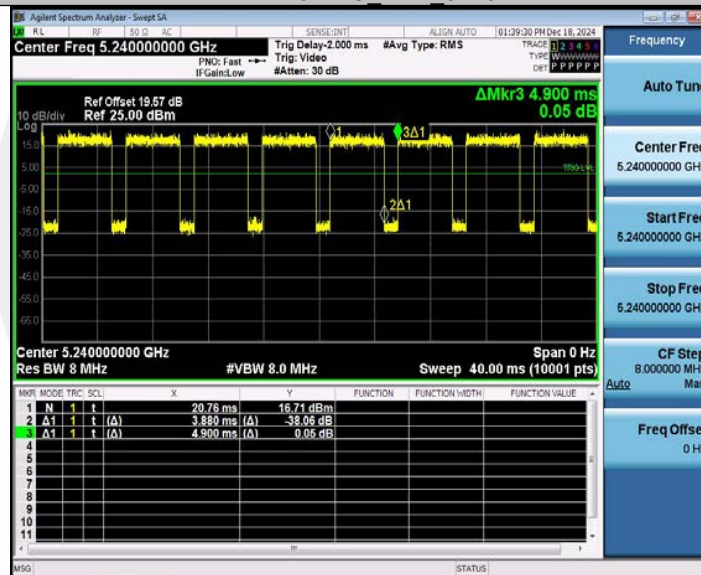 Agilent Spectrum Analyzer - Swept SA
RL RF 50 Ω AC SENSE:INT ALIGN AUTO 01:39:30 PM Dec 18, 2024
Center Freq 5.240000000 GHz
PNO: Fast
IFGain:Low
Trig Delay-2.000 ms
Trig: Video
#Atten: 30 dB
#Avg Type: RMS
TRACE 1 2 3 4 5 6
TYPE
DET P P P P P P
ΔMkr3 4.900 ms
0.05 dB
Ref Offset 19.57 dB
10 dB/div Ref 25.00 dBm
Log
15.0
5.00
-5.00
-15.0
-25.0
-35.0
-45.0
-55.0
-65.0
1
3Δ1
TRIG LVL
2Δ1
Center 5.240000000 GHz Span 0 Hz
Res BW 8 MHz #VBW 8.0 MHz Sweep 40.00 ms (10001 pts)
MKR MODE TRC SCL X Y FUNCTION FUNCTION WIDTH FUNCTION VALUE
1 N 1 t 20.76 ms 16.71 dBm
2 Δ1 1 t (Δ) 3.880 ms (Δ) -38.06 dB
3 Δ1 1 t (Δ) 4.900 ms (Δ) 0.05 dB
4
5
6
7
8
9
10
11
MSG STATUS
Frequency
Auto Tun
Center Fre
5.240000000 GH
Start Fre
5.240000000 GH
Stop Fre
5.240000000 GH
CF Step
8.000000 MH
Auto Ma
Freq Offse
0 H